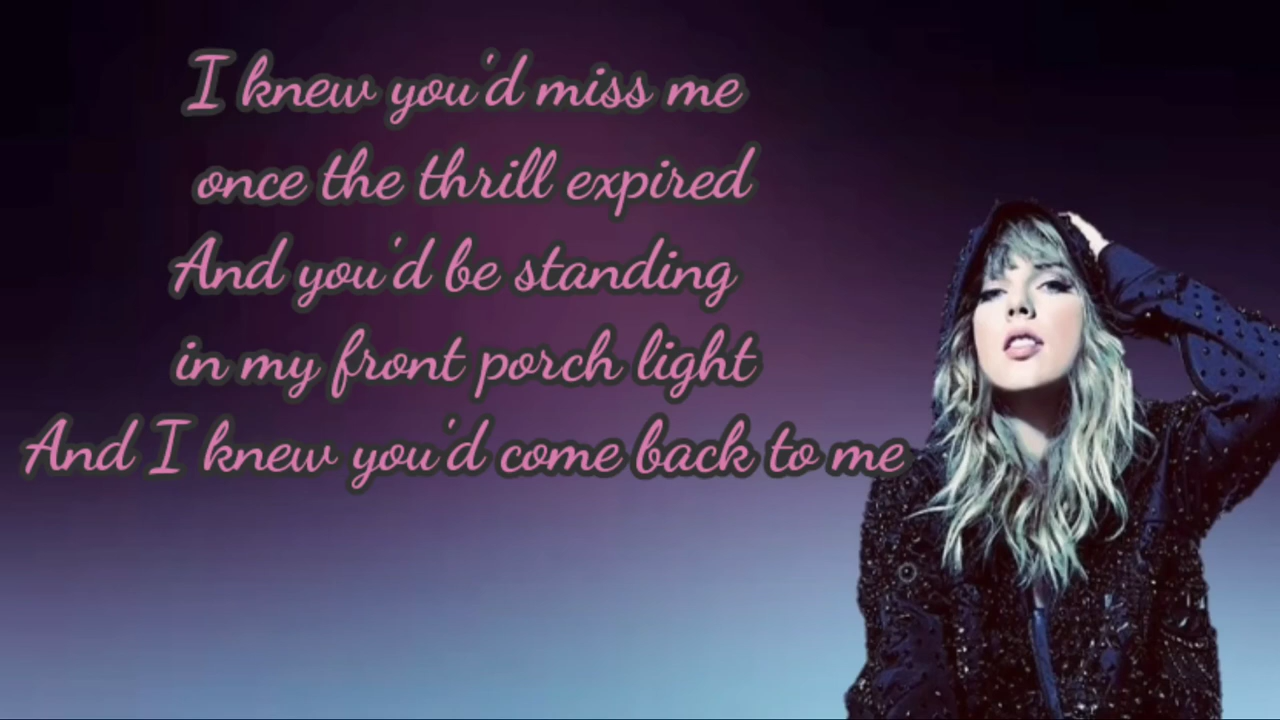 I knew you'd miss me
once the thrill expired
And you'd be standing
in my front porch light
And I knew you'd come back to me